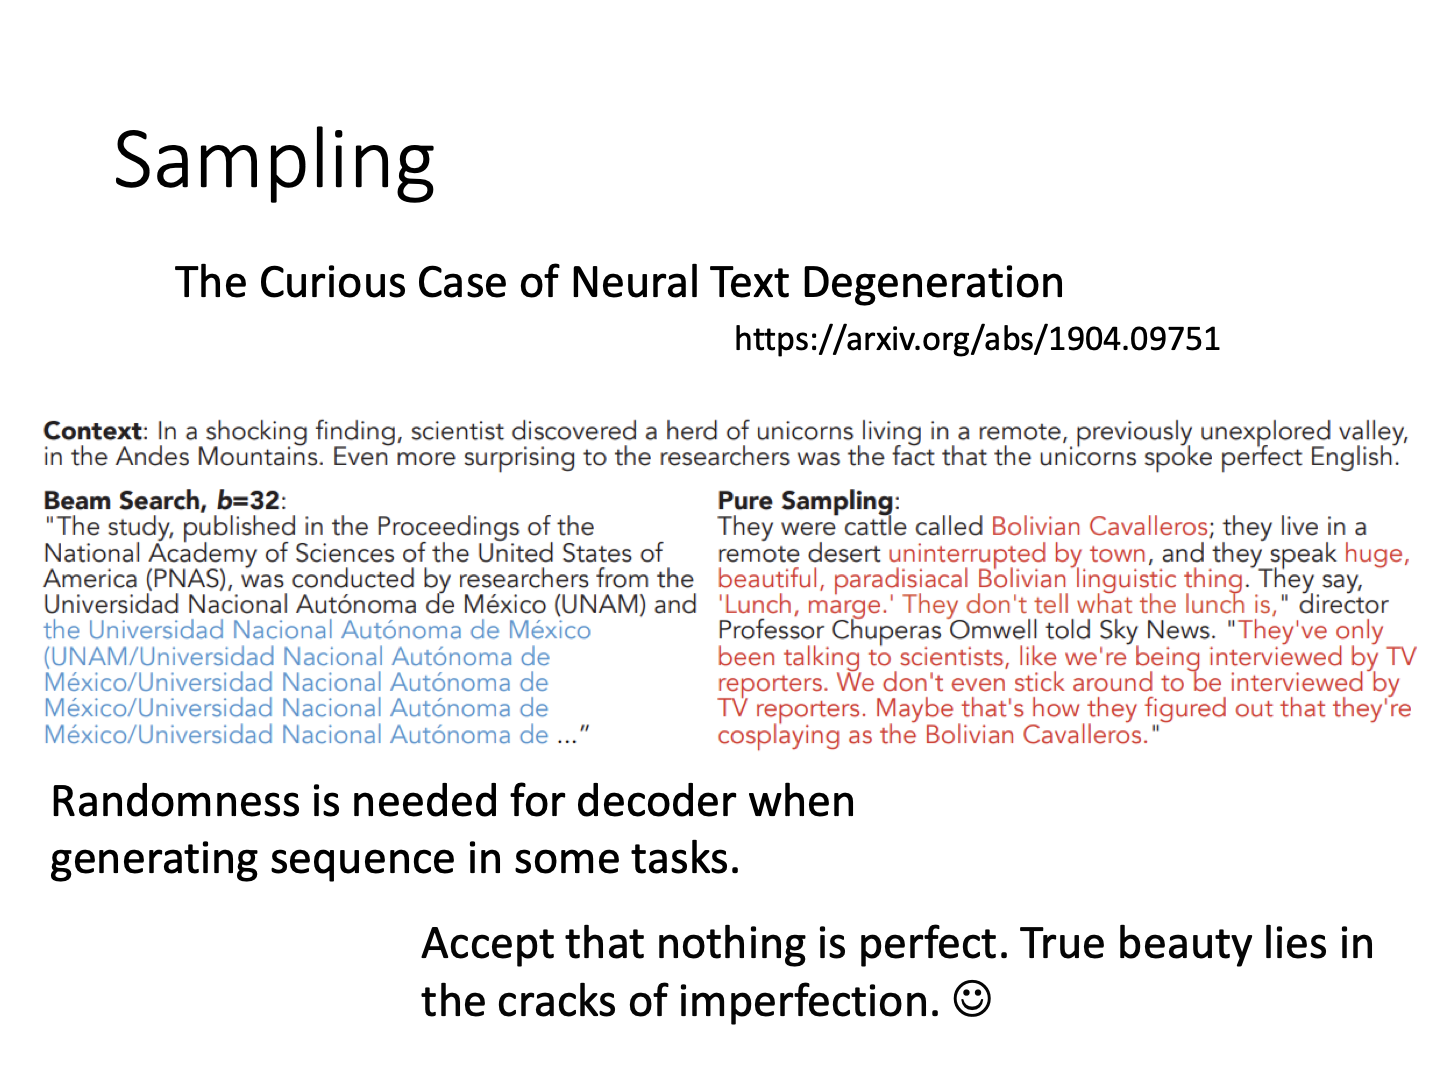 Sampling
The Curious Case of Neural Text Degeneration
https://arxiv.org/abs/1904.09751
Context: In a shocking finding, scientist discovered a herd of unicorns living in a remote, previously unexplored valley,
in the Andes Mountains. Even more surprising to the researchers was the fact that the unicorns spoke perfect English.
Beam Search, b=32:
"The study, published in the Proceedings of the
National Academy of Sciences of the United States of
America (PNAS), was conducted by researchers from the
Universidad Nacional Autónoma de México (UNAM) and
the Universidad Nacional Autónoma de México
(UNAM/Universidad Nacional Autónoma de
México/Universidad Nacional Autónoma de
México/Universidad Nacional Autónoma de
México/Universidad Nacional Autónoma de ...”
Pure Sampling:
They were cattle called Bolivian Cavalleros; they live in a
remote desert uninterrupted by town, and they speak huge,
beautiful, paradisiacal Bolivian linguistic thing. They say,
'Lunch, marge.' They don't tell what the lunch is," director
Professor Chuperas Omwell told Sky News. "They've only
been talking to scientists, like we're being interviewed by TV
reporters. We don't even stick around to be interviewed by
TV reporters. Maybe that's how they figured out that they're
cosplaying as the Bolivian Cavalleros."
Randomness is needed for decoder when
generating sequence in some tasks.
Accept that nothing is perfect. True beauty lies in
the cracks of imperfection. ☺